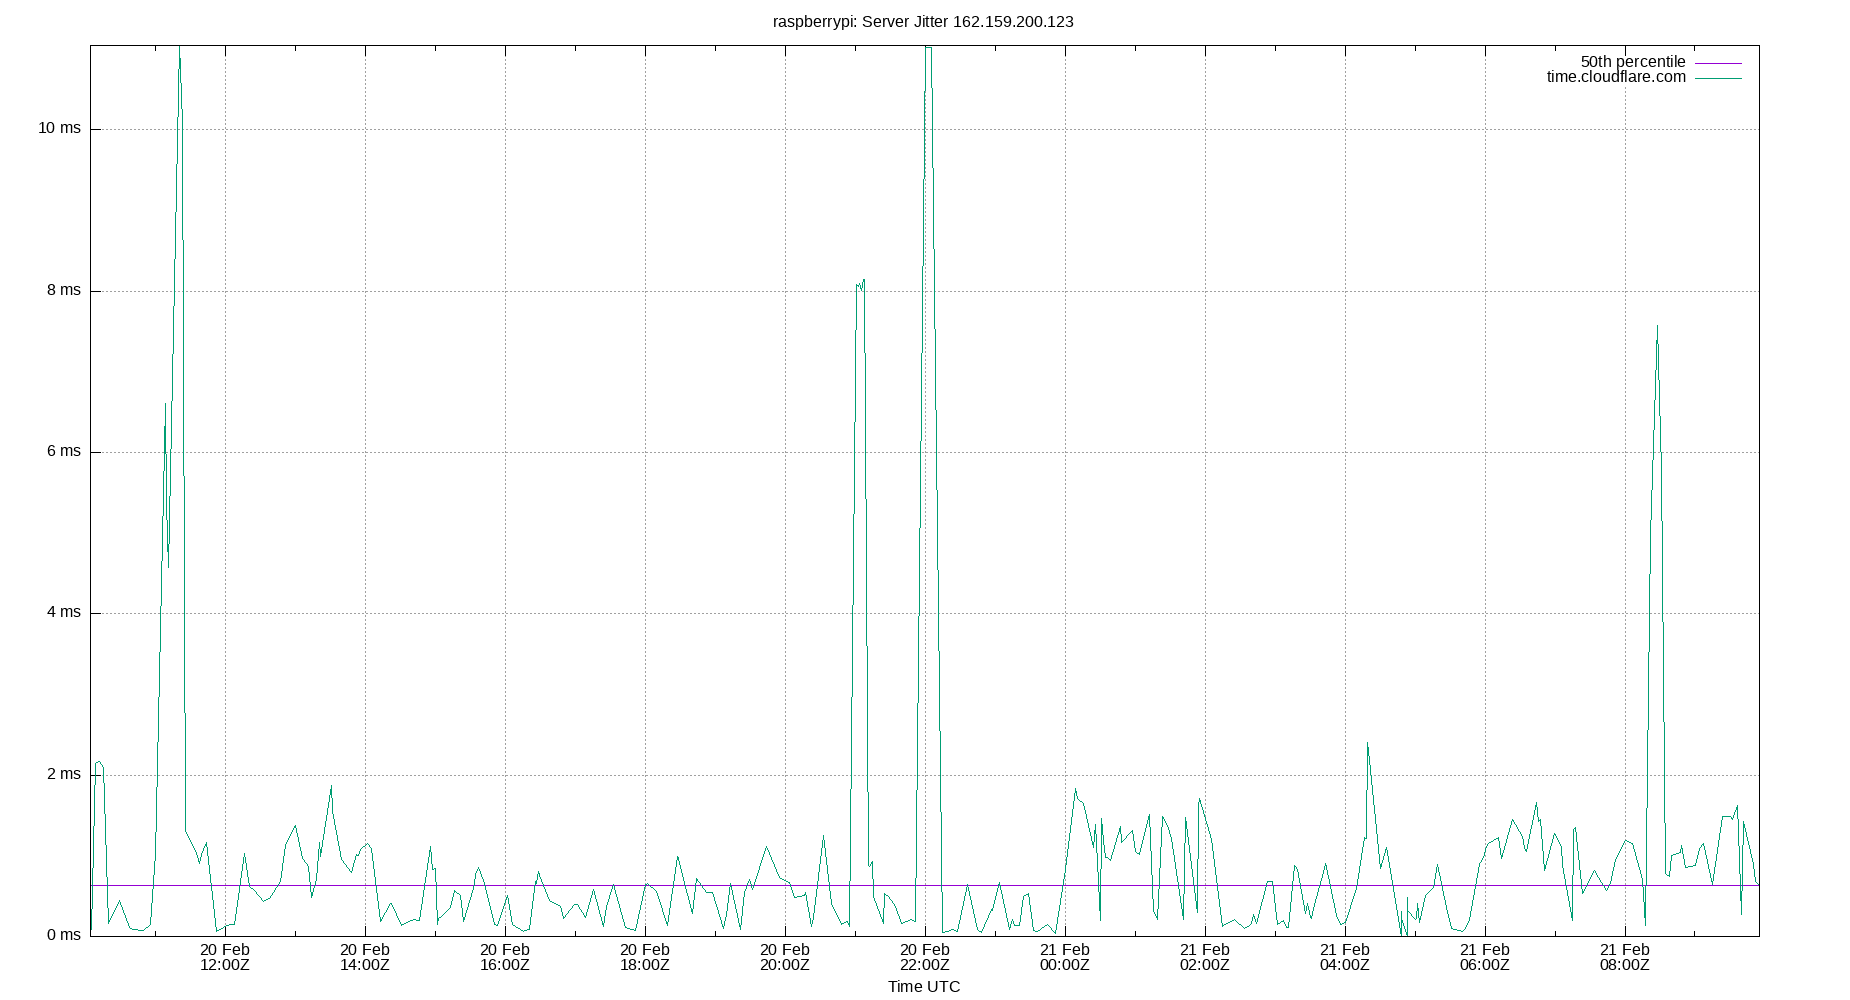 raspberrypi: Server Jitter 162.159.200.123
50th percentile
time.cloudflare.com
10 ms
8 ms
6 ms
4 ms
2 ms
0 ms
20 Feb
12:00Z
20 Feb
14:00Z
20 Feb
16:00Z
20 Feb
18:00Z
20 Feb
20:00Z
20 Feb
22:00Z
21 Feb
00:00Z
21 Feb
02:00Z
21 Feb
04:00Z
21 Feb
06:00Z
21 Feb
08:00Z
Time UTC